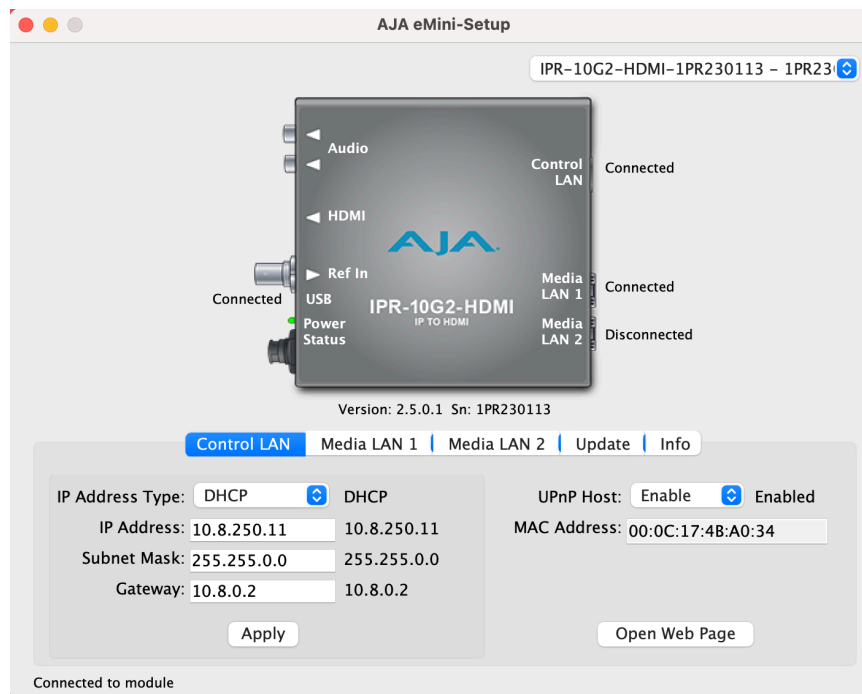 AJA eMini-Setup
IPR-10G2-HDMI-1PR230113 - 1PR23
Audio
Control
LAN
Connected
HDMI
AJA
Ref In
Connected
USB
Media
LAN 1
Connected
IPR-10G2-HDMI
IP TO HDMI
Power
Status
Media
LAN 2
Disconnected
Version: 2.5.0.1 Sn: 1PR230113
Control LAN Media LAN 1 Media LAN 2 Update Info
IP Address Type: DHCP DHCP UPnP Host: Enable Enabled
IP Address: 10.8.250.11 10.8.250.11 MAC Address: 00:0C:17:4B:A0:34
Subnet Mask: 255.255.0.0 255.255.0.0
Gateway: 10.8.0.2 10.8.0.2
Apply Open Web Page
Connected to module